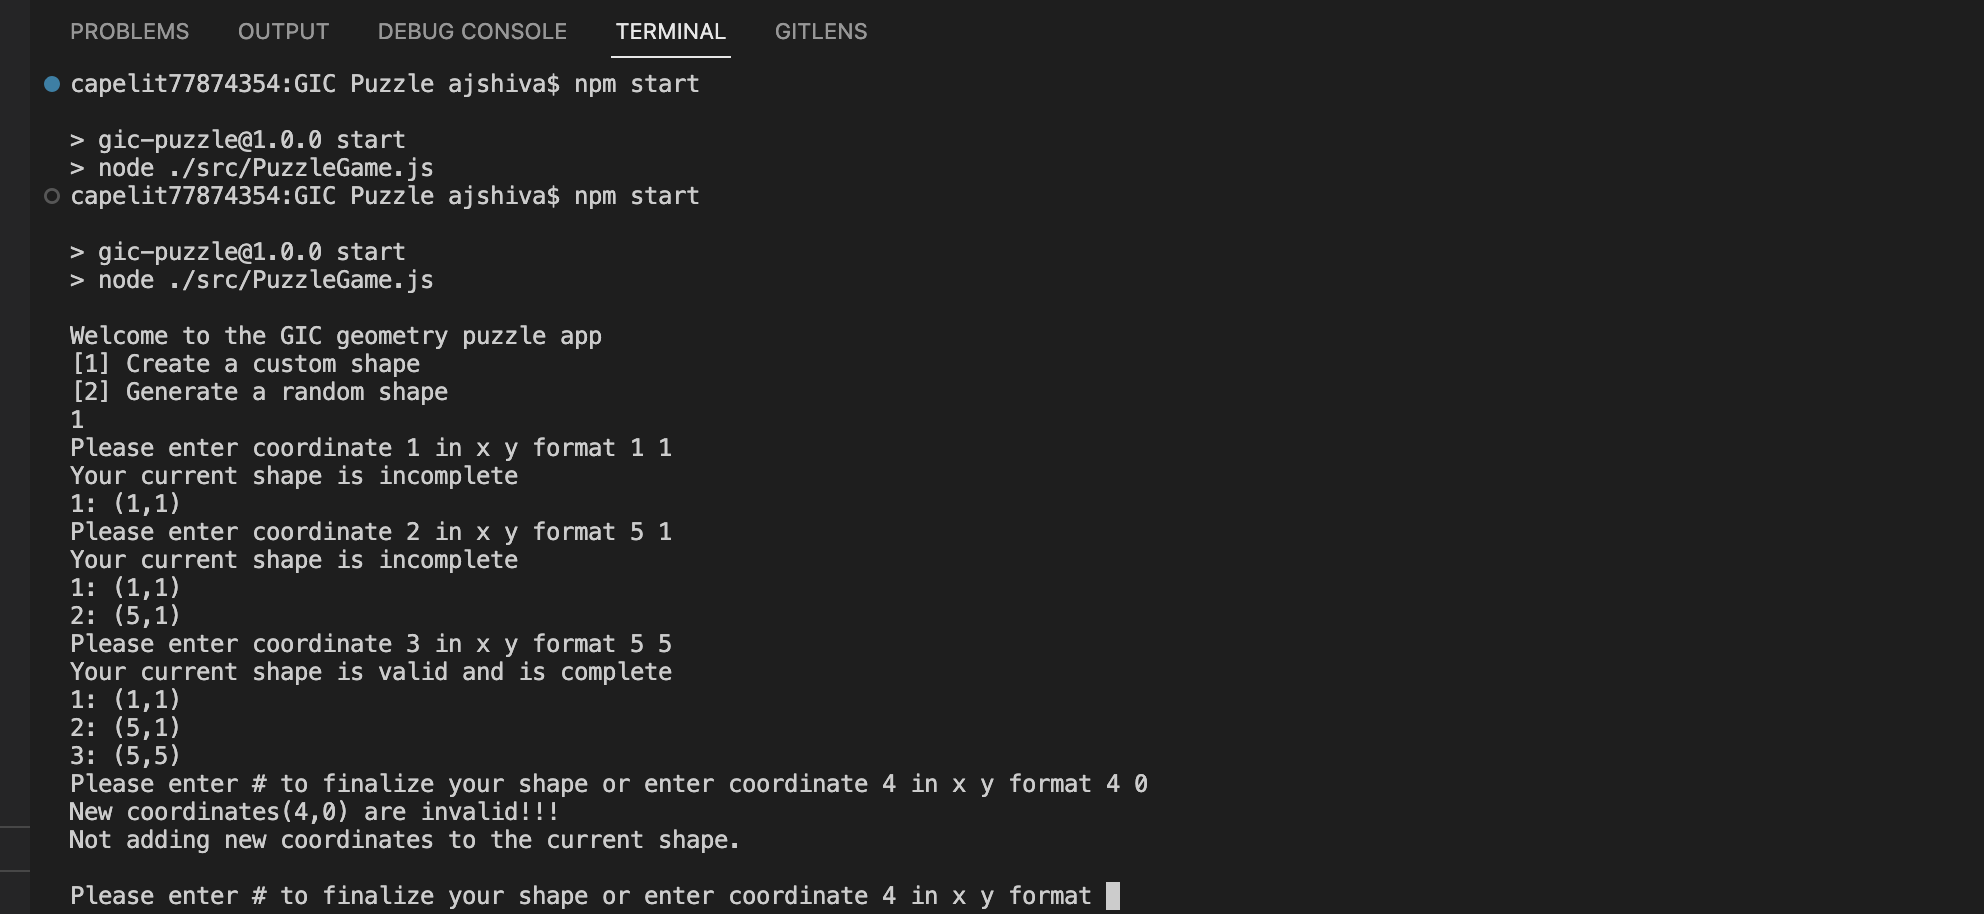 PROBLEMS OUTPUT DEBUG CONSOLE TERMINAL GITLENS
capelit77874354:GIC Puzzle ajshiva$ npm start
> gic-puzzle@1.0.0 start
> node ./src/PuzzleGame.js
capelit77874354:GIC Puzzle ajshiva$ npm start
> gic-puzzle@1.0.0 start
> node ./src/PuzzleGame.js
Welcome to the GIC geometry puzzle app
[1] Create a custom shape
[2] Generate a random shape
1
Please enter coordinate 1 in x y format 1 1
Your current shape is incomplete
1: (1,1)
Please enter coordinate 2 in x y format 5 1
Your current shape is incomplete
1: (1,1)
2: (5,1)
Please enter coordinate 3 in x y format 5 5
Your current shape is valid and is complete
1: (1,1)
2: (5,1)
3: (5,5)
Please enter # to finalize your shape or enter coordinate 4 in x y format 4 0
New coordinates(4,0) are invalid!!!
Not adding new coordinates to the current shape.
Please enter # to finalize your shape or enter coordinate 4 in x y format